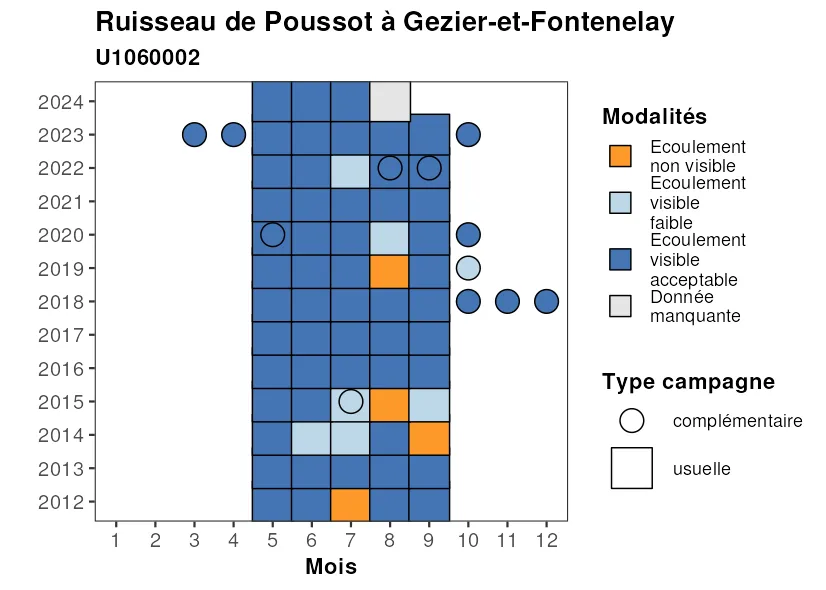 Ruisseau de Poussot à Gezier-et-Fontenelay
U1060002
2024
2023
2022
2021
2020
2019
2018
2017
2016
2015
2014
2013
2012
1 2 3 4 5 6 7 8 9 10 11 12
Mois
Modalités
Ecoulement
non visible
Ecoulement
visible
faible
Ecoulement
visible
acceptable
Donnée
manquante
Type campagne
complémentaire
usuelle